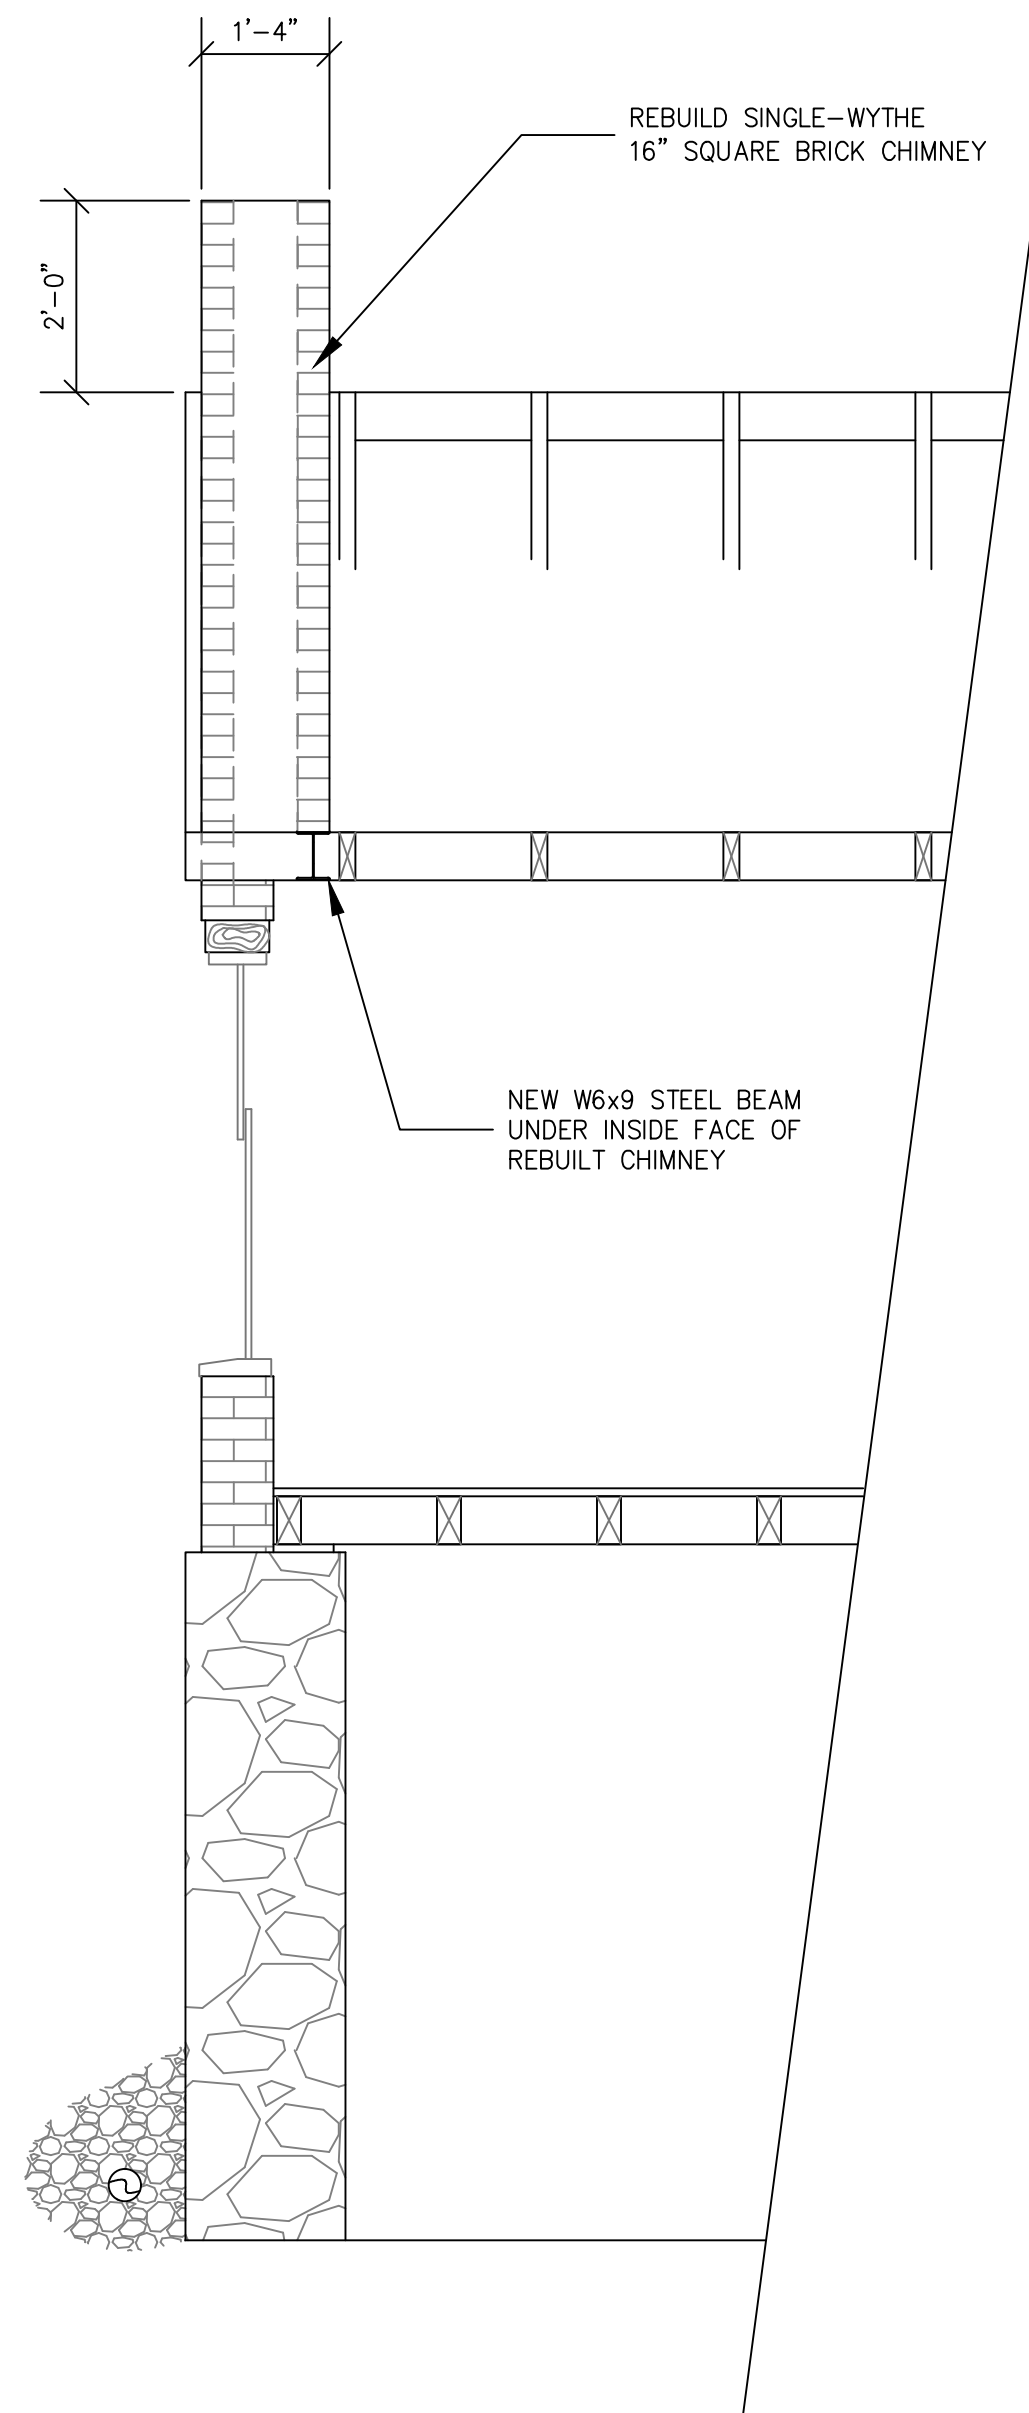 1'-4"
REBUILD SINGLE-WYTHE
16" SQUARE BRICK CHIMNEY
2'-0"
NEW W6x9 STEEL BEAM
UNDER INSIDE FACE OF
REBUILT CHIMNEY